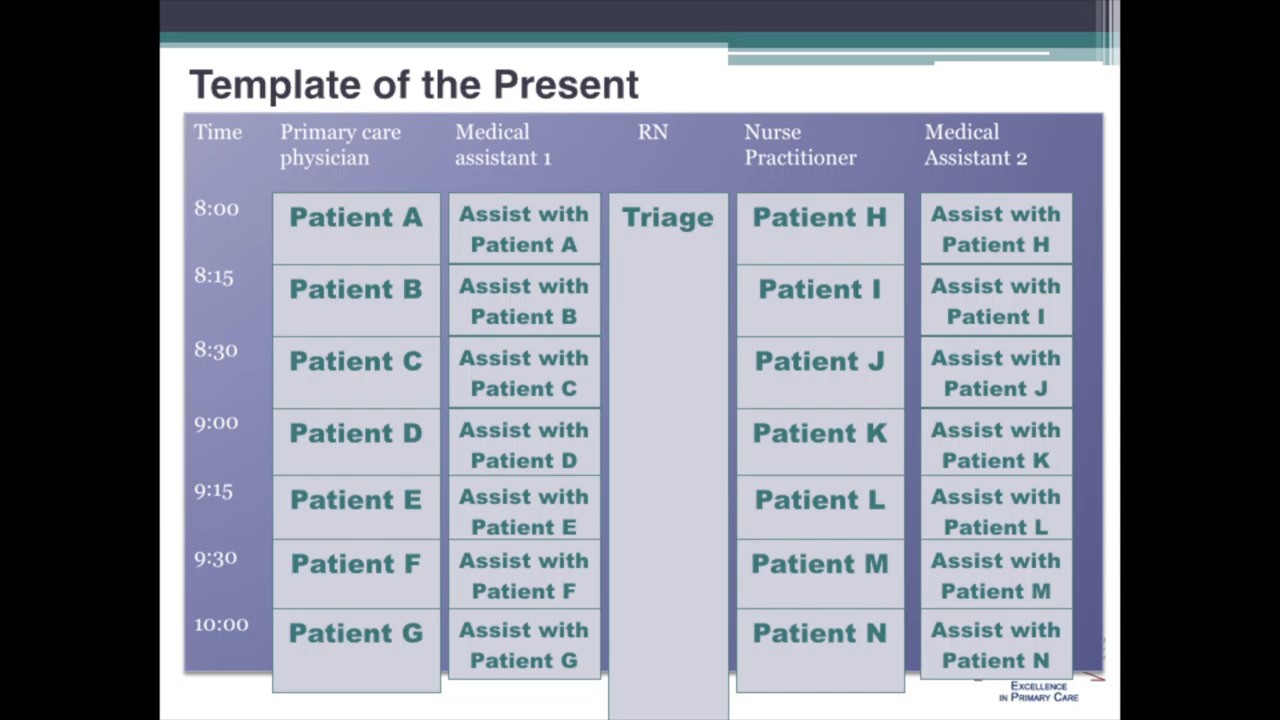 Template of the Present
Time
Primary care
physician
Medical
assistant 1
RN
Nurse
Practitioner
Medical
Assistant 2
8:00
Patient A
Assist with
Patient A
Triage
Patient H
Assist with
Patient H
8:15
Patient B
Assist with
Patient B
Patient I
Assist with
Patient I
8:30
Patient C
Assist with
Patient C
Patient J
Assist with
Patient J
9:00
Patient D
Assist with
Patient D
Patient K
Assist with
Patient K
9:15
Patient E
Assist with
Patient E
Patient L
Assist with
Patient L
9:30
Patient F
Assist with
Patient F
Patient M
Assist with
Patient M
10:00
Patient G
Assist with
Patient G
Patient N
Assist with
Patient N
EXCELLENCE
IN PRIMARY CARE